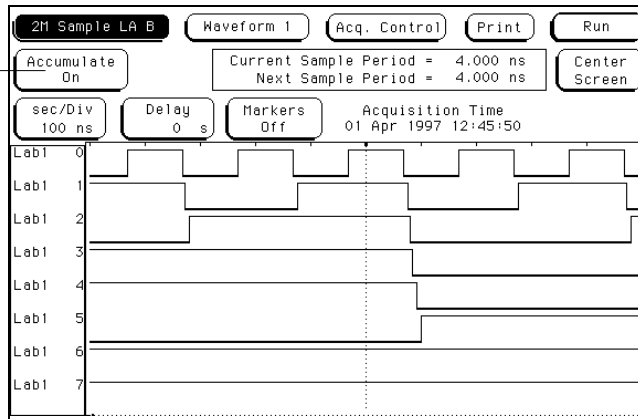 2M Sample LA B Waveform 1 Acq. Control Print Run
Accumulate On
Current Sample Period = 4.000 ns
Next Sample Period = 4.000 ns
Center Screen
sec/Div 100 ns
Delay 0 s
Markers Off
Acquisition Time
01 Apr 1997 12:45:50
Lab1 0
Lab1 1
Lab1 2
Lab1 3
Lab1 4
Lab1 5
Lab1 6
Lab1 7